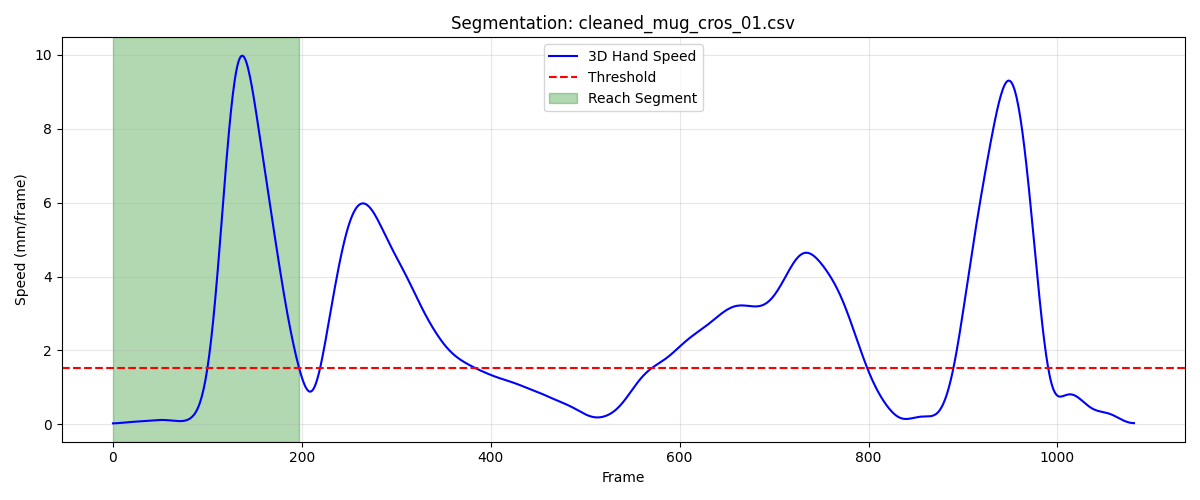 Segmentation: cleaned_mug_cros_01.csv
3D Hand Speed
Threshold
Reach Segment
Speed (mm/frame)
10
8
6
4
2
0
0 200 400 600 800 1000
Frame